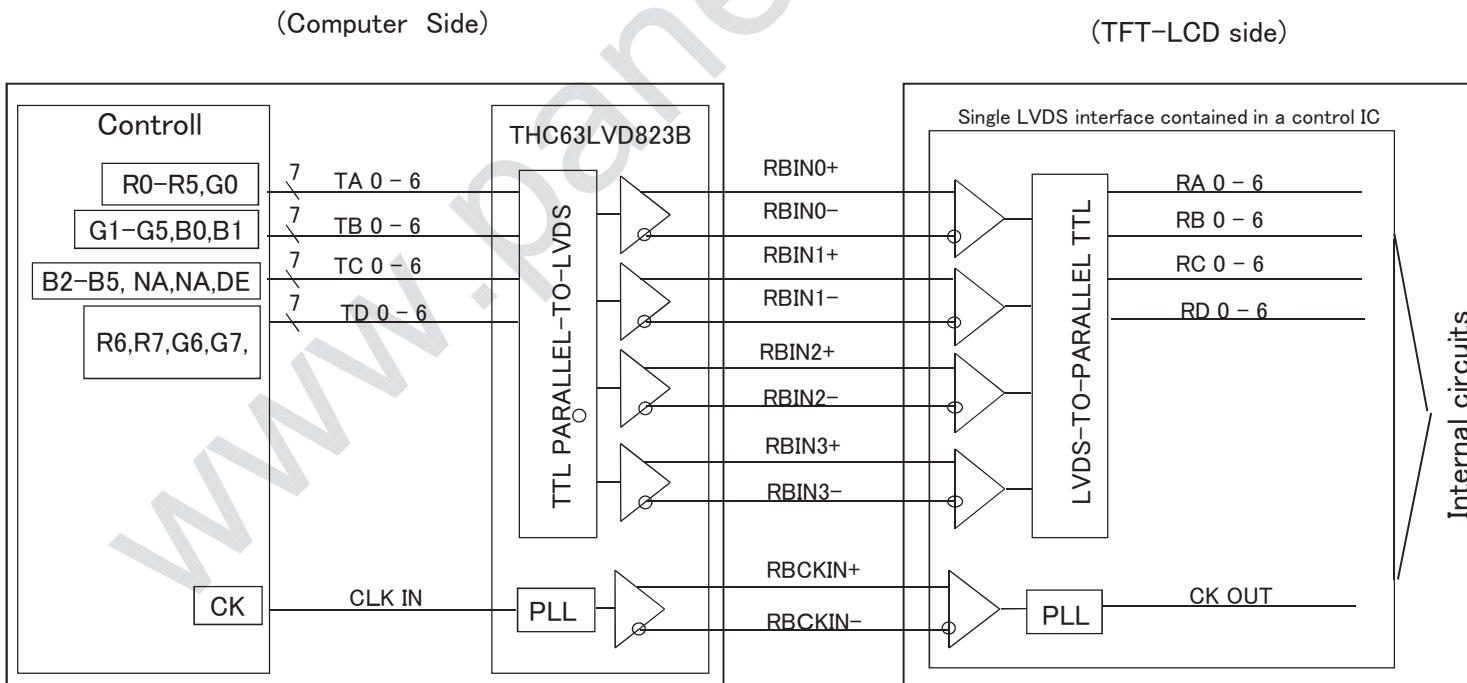 (Computer Side)
(TFT-LCD side)
www.pane
Controll
THC63LVD823B
Single LVDS interface contained in a control IC
R0-R5,G0
7
TA 0 - 6
RBIN0+
RA 0 - 6
G1-G5,B0,B1
7
TB 0 - 6
RBIN0-
RB 0 - 6
B2-B5, NA,NA,DE
7
TC 0 - 6
RBIN1+
RC 0 - 6
R6,R7,G6,G7,
7
TD 0 - 6
RBIN1-
RD 0 - 6
TTL PARALLEL-TO-LVDS
LVDS-TO-PARALLEL TTL
RBIN2+
RBIN2-
RBIN3+
RBIN3-
Internal circuits
CK
CLK IN
PLL
RBCKIN+
RBCKIN-
PLL
CK OUT